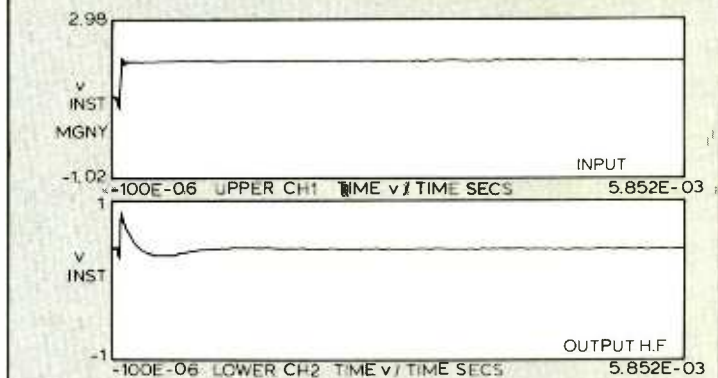 2.98
V
INST
MGNY
INPUT
-1.02
-100E-06 UPPER CH1 TIME v / TIME SECS 5.852E-03
1
V
INST
OUTPUT H.F
-1
-100E-06 LOWER CH2 TIME v / TIME SECS 5.852E-03